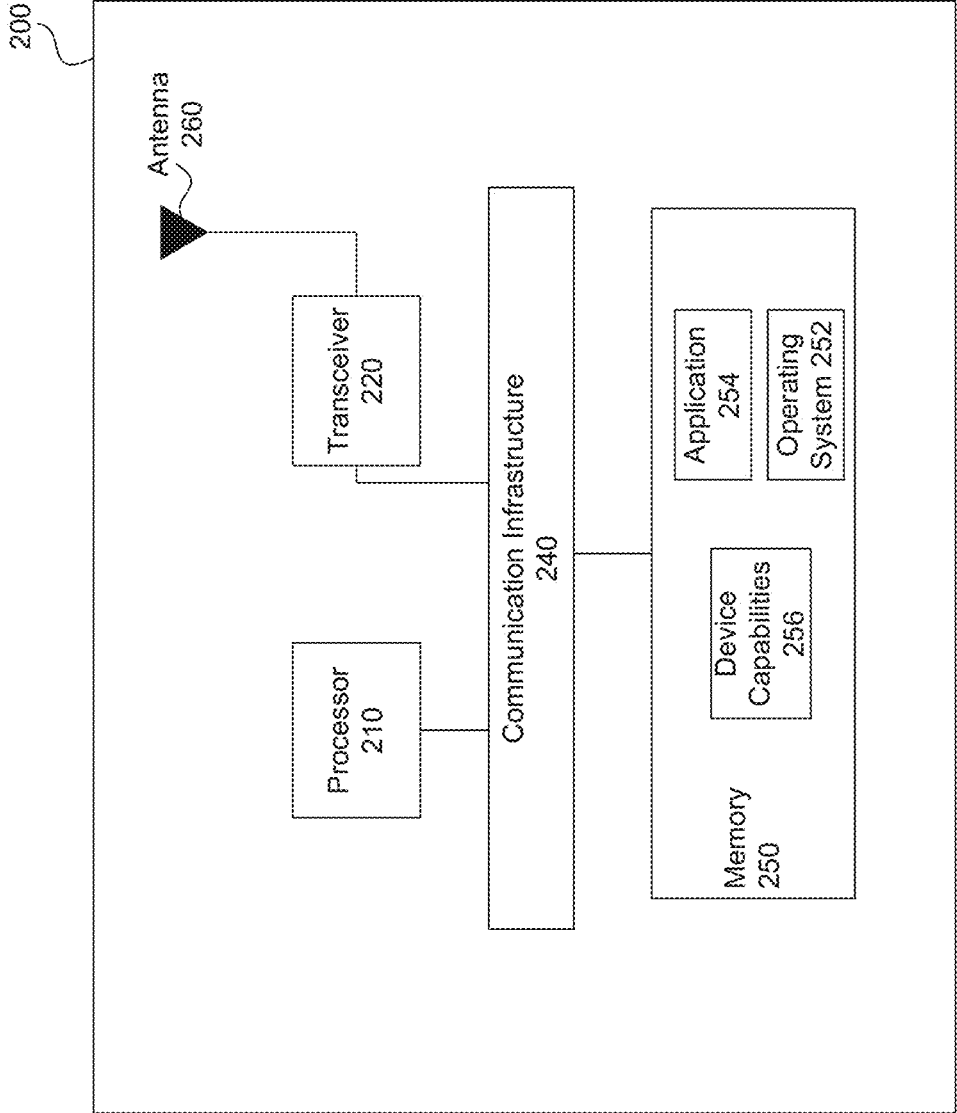 200
Antenna
260
Processor
210
Transceiver
220
Communication Infrastructure
240
Memory
250
Device
Capabilities
256
Application
254
Operating
System 252